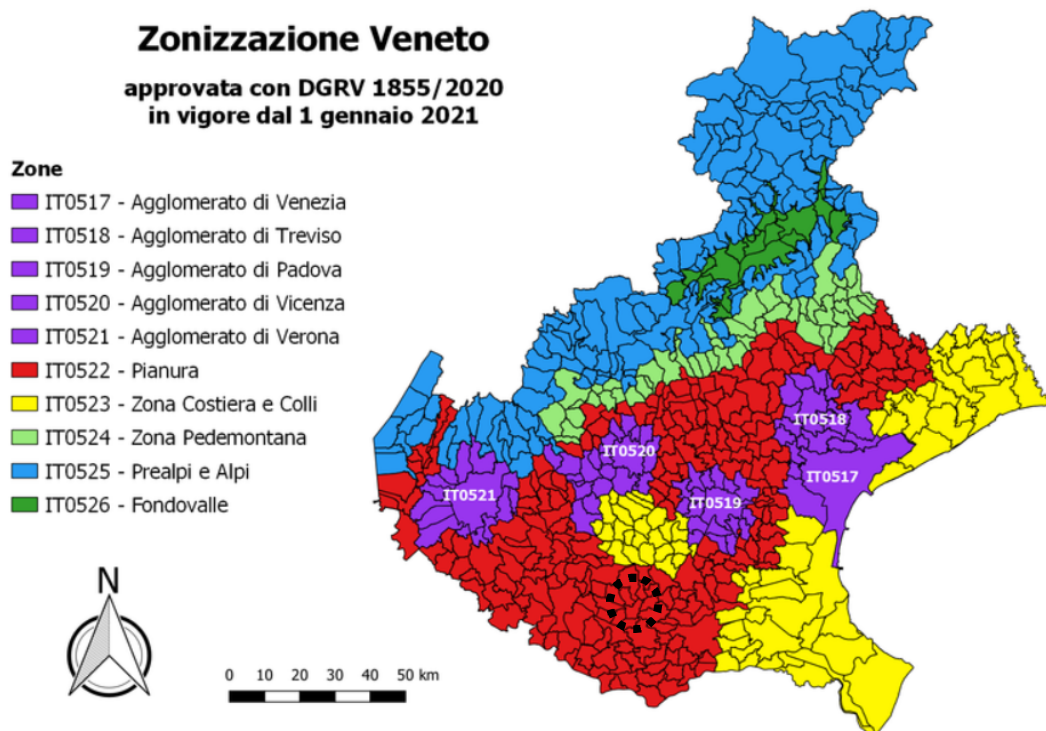 Zonizzazione Veneto
approvata con DGRV 1855/2020
in vigore dal 1 gennaio 2021
Zone
IT0517 - Agglomerato di Venezia
IT0518 - Agglomerato di Treviso
IT0519 - Agglomerato di Padova
IT0520 - Agglomerato di Vicenza
IT0521 - Agglomerato di Verona
IT0522 - Pianura
IT0523 - Zona Costiera e Colli
IT0524 - Zona Pedemontana
IT0525 - Prealpi e Alpi
IT0526 - Fondovalle
IT0518
IT0520
IT0517
IT0521
IT0519
N
0 10 20 30 40 50 km